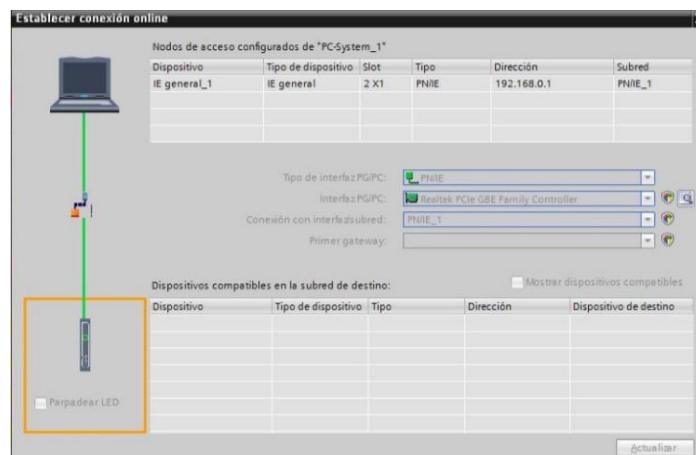 Establecer conexión online
Nodos de acceso configurados de "PC-System_1"
Dispositivo Tipo de dispositivo Slot Tipo Dirección Subred
IE general_1 IE general 2 X1 PN/IE 192.168.0.1 PN/IE_1
Tipo de interfaz PG/PC: PN/IE
Interfaz PG/PC: Realtek PCIe GBE Family Controller
Conexión con interfaz/subred: PN/IE_1
Primer gateway:
Dispositivos compatibles en la subred de destino:
Mostrar dispositivos compatibles
Dispositivo Tipo de dispositivo Tipo Dirección Dispositivo de destino
Parpadear LED
Actualizar